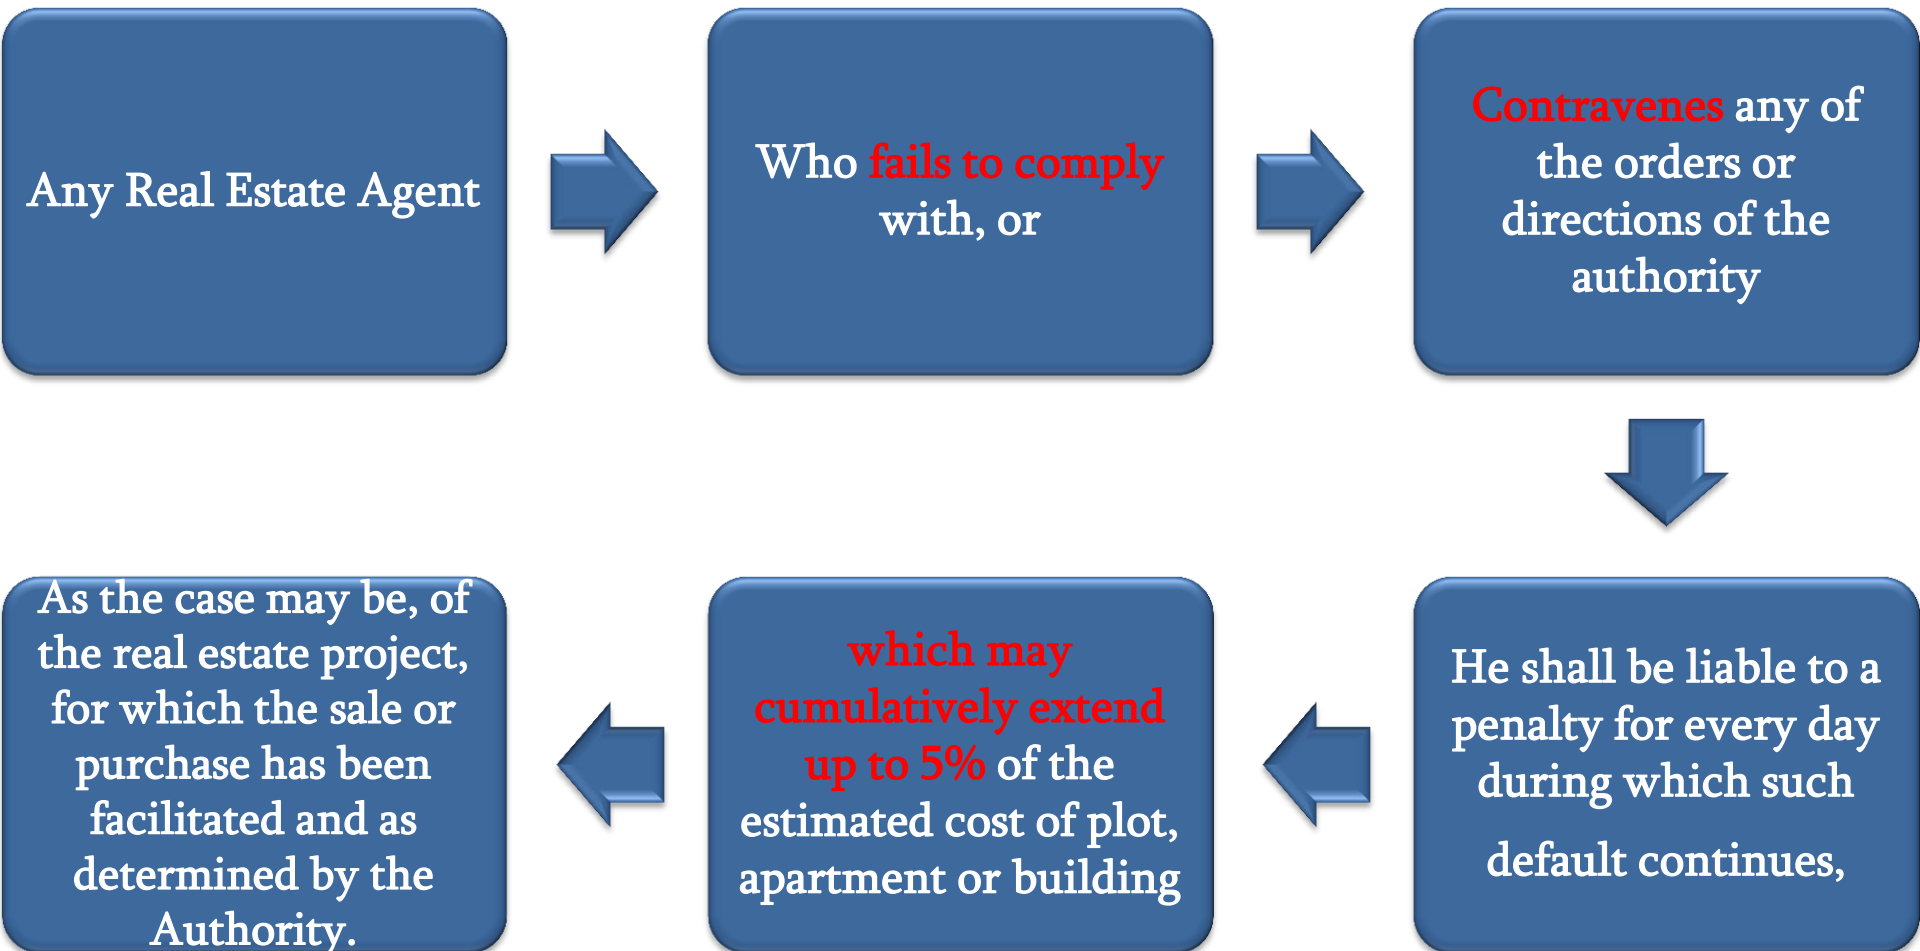 Any Real Estate Agent
Who fails to comply
with, or
Contravenes any of
the orders or
directions of the
authority
He shall be liable to a
penalty for every day
during which such
default continues,
which may
cumulatively extend
up to 5% of the
estimated cost of plot,
apartment or building
As the case may be, of
the real estate project,
for which the sale or
purchase has been
facilitated and as
determined by the
Authority.